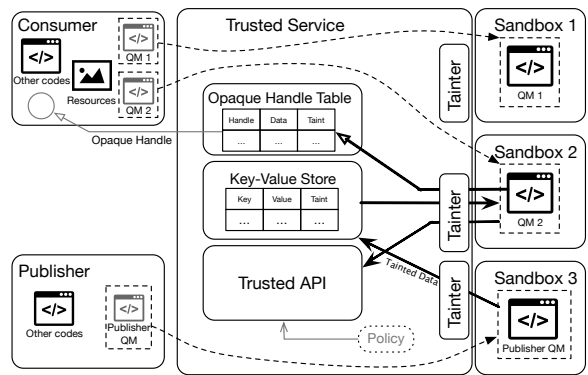 Consumer
</>
Other codes
Resources
</>
QM 1
</>
QM 2
Opaque Handle
Publisher
</>
Other codes
</>
Publisher
QM
Trusted Service
Opaque Handle Table
Handle Data Taint
... ... ...
Key-Value Store
Key Value Taint
... ... ...
Trusted API
Policy
Tainted Data
Tainter
Tainter
Tainter
Sandbox 1
</>
QM 1
Sandbox 2
</>
QM 2
Sandbox 3
</>
Publisher QM